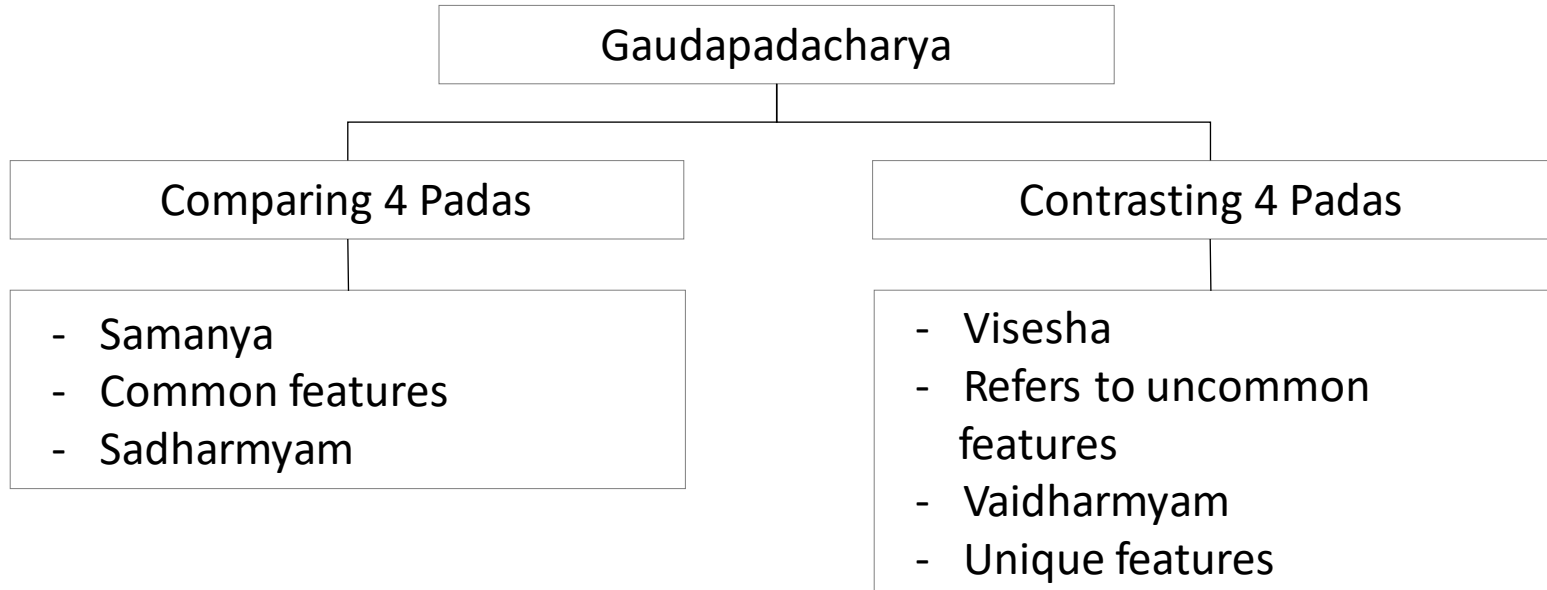 Gaudapadacharya
Comparing 4 Padas
- Samanya
- Common features
- Sadharmyam
Contrasting 4 Padas
- Visesha
- Refers to uncommon
features
- Vaidharmyam
- Unique features